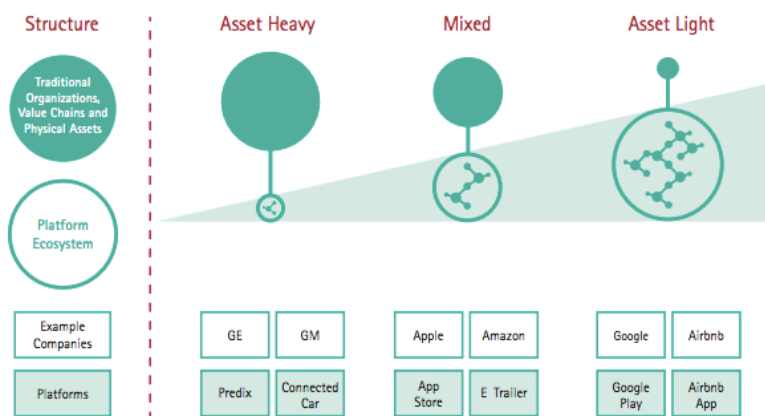 Structure
Asset Heavy
Mixed
Asset Light
Traditional
Organizations,
Value Chains and
Physical Assets
Platform
Ecosystem
Example
Companies
GE
GM
Apple
Amazon
Google
Airbnb
Platforms
Predix
Connected
Car
App
Store
E Trailer
Google
Play
Airbnb
App